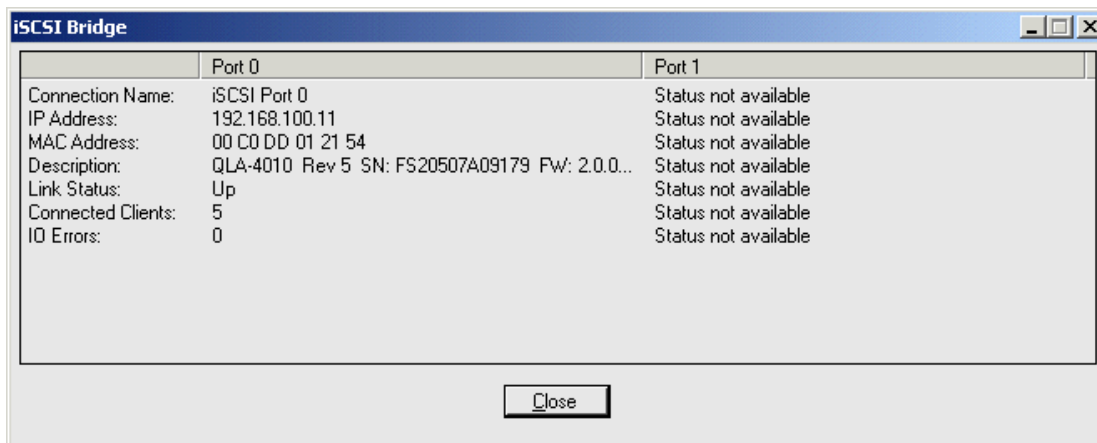 iSCSI Bridge
Port 0 Port 1
Connection Name: iSCSI Port 0 Status not available
IP Address: 192.168.100.11 Status not available
MAC Address: 00 C0 DD 01 21 54 Status not available
Description: QLA-4010 Rev 5 SN: FS20507A09179 FW: 2.0.0... Status not available
Link Status: Up Status not available
Connected Clients: 5 Status not available
IO Errors: 0 Status not available
Close